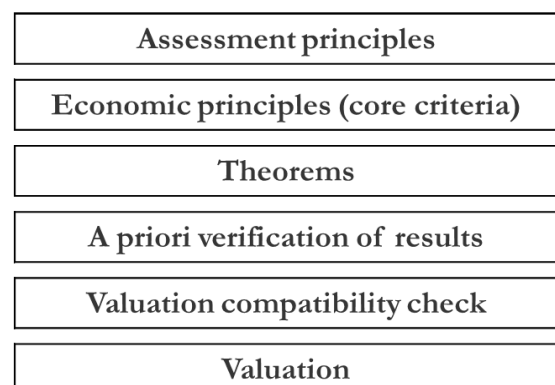 Assessment principles
Economic principles (core criteria)
Theorems
A priori verification of results
Valuation compatibility check
Valuation